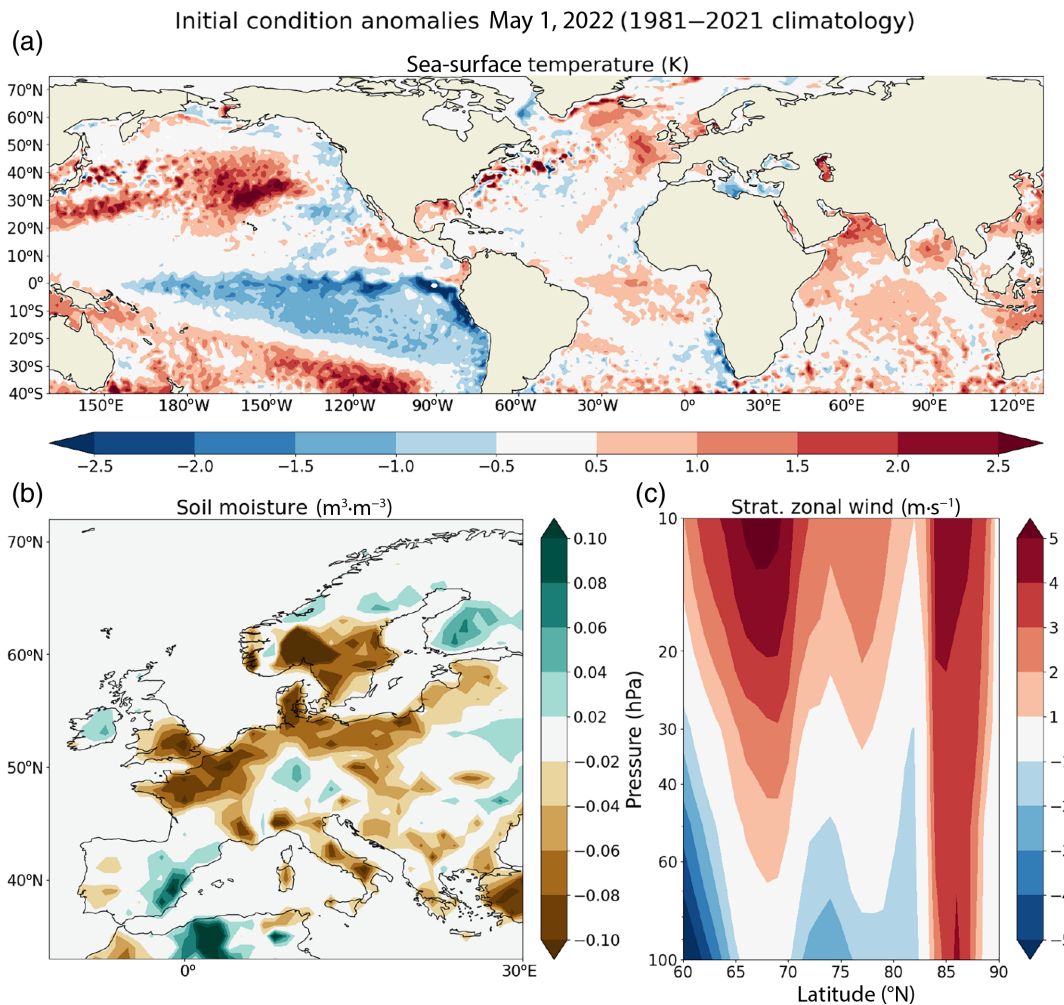 Initial condition anomalies May 1, 2022 (1981−2021 climatology)
(a)
Sea-surface temperature (K)
70°N
60°N
50°N
40°N
30°N
20°N
10°N
0°
10°S
20°S
30°S
40°S
150°E 180°W 150°W 120°W 90°W 60°W 30°W 0° 30°E 60°E 90°E 120°E
−2.5 −2.0 −1.5 −1.0 −0.5 0.5 1.0 1.5 2.0 2.5
(b)
Soil moisture (m³·m⁻³)
70°N
60°N
50°N
40°N
0° 30°E
0.10
0.08
0.06
0.04
0.02
−0.02
−0.04
−0.06
−0.08
−0.10
(c)
Strat. zonal wind (m·s⁻¹)
Pressure (hPa)
10
20
30
40
60
100
60 65 70 75 80 85 90
Latitude (°N)
5
4
3
2
1